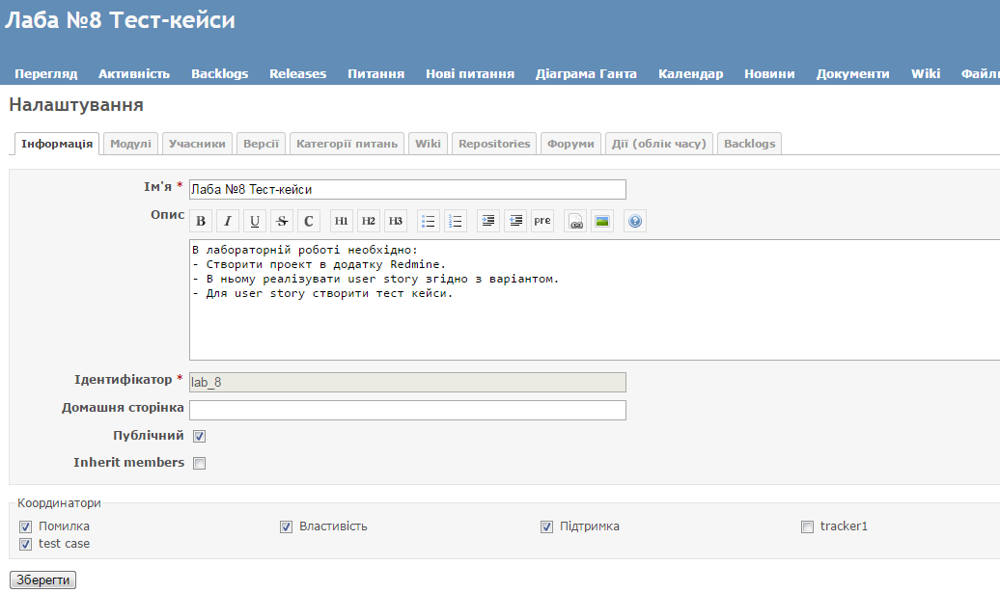 Лаба №8 Тест-кейси
Перегляд Активність Backlogs Releases Питання Нові питання Діаграма Ганта Календар Новини Документи Wiki
Налаштування
Інформація Модулі Учасники Версії Категорії питань Wiki Repositories Форуми Дії (облік часу) Backlogs
Ім'я * Лаба №8 Тест-кейси
Опис B I U S C H1 H2 H3 pre
В лабораторній роботі необхідно:
- Створити проект в додатку Redmine.
- В ньому реалізувати user story згідно з варіантом.
- Для user story створити тест кейси.
Ідентифікатор * lab_8
Домашня сторінка
Публічний
Inherit members
Координатори
Помилка Властивість Підтримка tracker1
test case
Зберегти